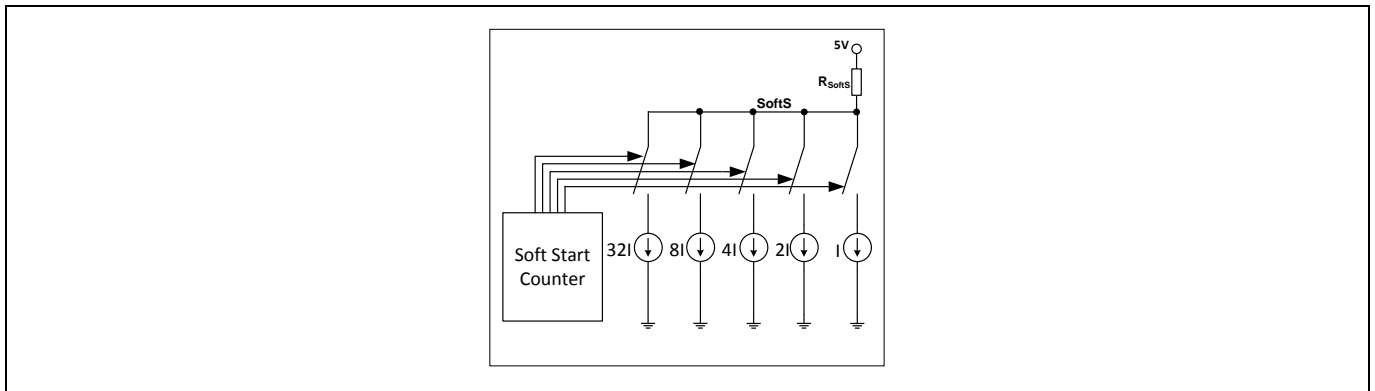 5V
RSoftS
SoftS
Soft Start
Counter
32I
8I
4I
2I
I